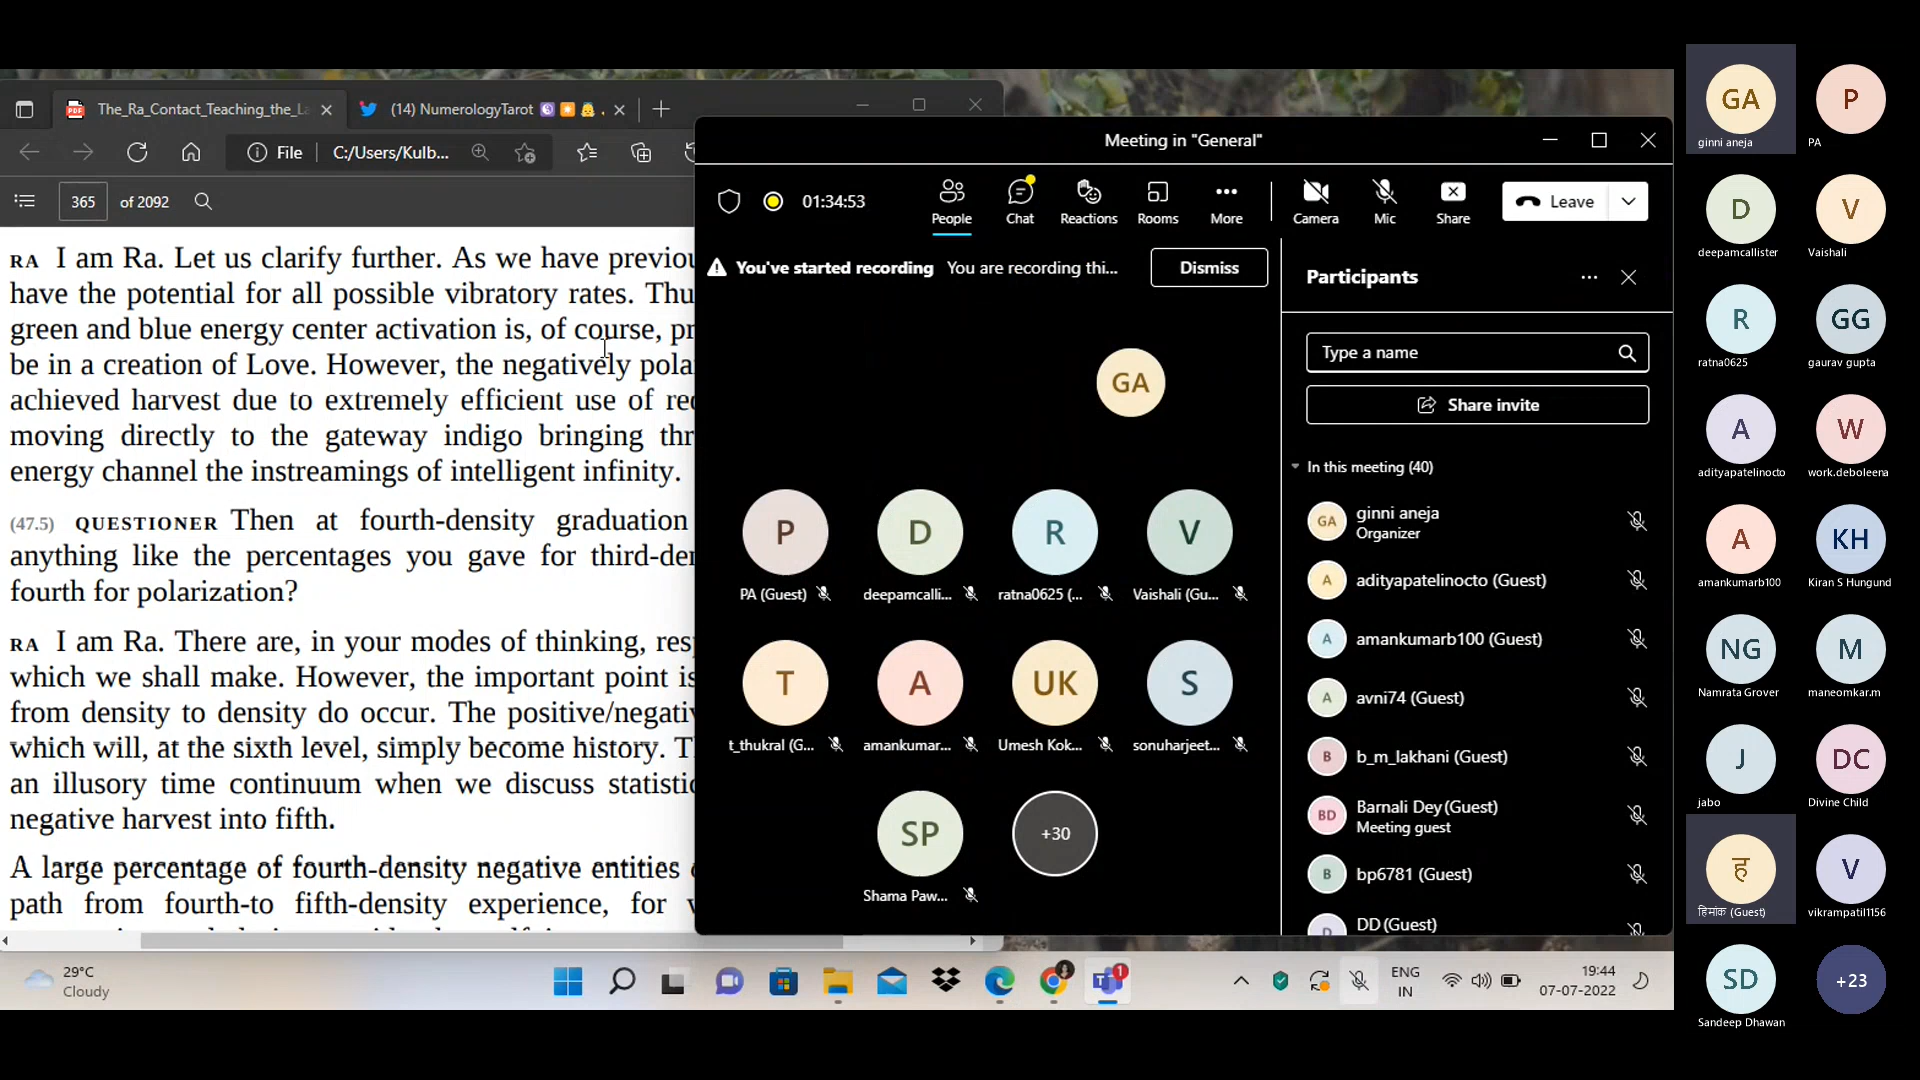 The_Ra_Contact_Teaching_the_La
(14) NumerologyTarot
File
C:/Users/Kulb...
365
of 2092
RA I am Ra. Let us clarify further. As we have previou
have the potential for all possible vibratory rates. Thu
green and blue energy center activation is, of course, pr
be in a creation of Love. However, the negatively pola
achieved harvest due to extremely efficient use of red
moving directly to the gateway indigo bringing thr
energy channel the instreamings of intelligent infinity.
(47.5) QUESTIONER Then at fourth-density graduation
anything like the percentages you gave for third-den
fourth for polarization?
RA I am Ra. There are, in your modes of thinking, resp
which we shall make. However, the important point is
from density to density do occur. The positive/negativ
which will, at the sixth level, simply become history. T
an illusory time continuum when we discuss statistic
negative harvest into fifth.
A large percentage of fourth-density negative entities
path from fourth-to fifth-density experience, for
Meeting in "General"
01:34:53
People
Chat
Reactions
Rooms
More
Camera
Mic
Share
Leave
You've started recording You are recording thi...
Dismiss
GA
P
D
R
V
PA (Guest)
deepamcalli...
ratna0625 (...
Vaishali (Gu...
T
A
UK
S
t_thukral (G...
amankumar...
Umesh Kok...
sonuharjeet...
SP
+30
Shama Paw...
Participants
Type a name
Share invite
In this meeting (40)
GA
ginni aneja
Organizer
A
adityapatelinocto (Guest)
A
amankumarb100 (Guest)
A
avni74 (Guest)
B
b_m_lakhani (Guest)
BD
Barnali Dey (Guest)
Meeting guest
B
bp6781 (Guest)
D
DD (Guest)
GA
ginni aneja
P
PA
D
deepamcallister
V
Vaishali
R
ratna0625
GG
gaurav gupta
A
adityapatelinocto
W
work.deboleena
A
amankumarb100
KH
Kiran S Hungund
NG
Namrata Grover
M
maneomkar.m
J
jabo
DC
Divine Child
ह
हिमांक (Guest)
V
vikrampatil1156
SD
Sandeep Dhawan
+23
29°C
Cloudy
1
ENG
IN
19:44
07-07-2022